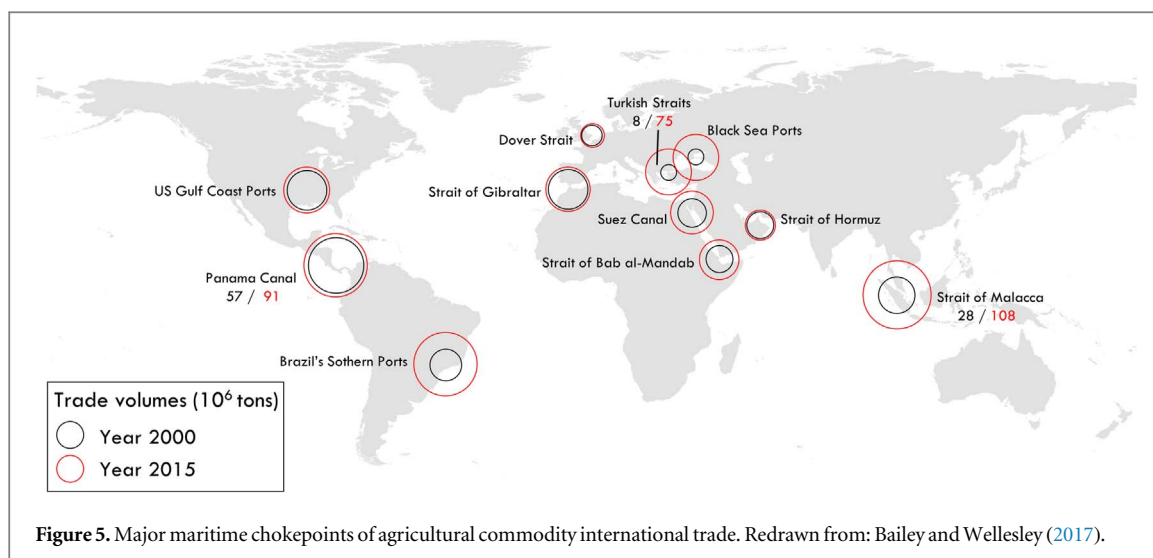 Turkish Straits
8 / 75
Black Sea Ports
Dover Strait
US Gulf Coast Ports
Strait of Gibraltar
Suez Canal
Strait of Hormuz
Strait of Bab al-Mandab
Panama Canal
57 / 91
Strait of Malacca
28 / 108
Brazil's Sothern Ports
Trade volumes (10⁶ tons)
Year 2000
Year 2015
Figure 5. Major maritime chokepoints of agricultural commodity international trade. Redrawn from: Bailey and Wellesley (2017).